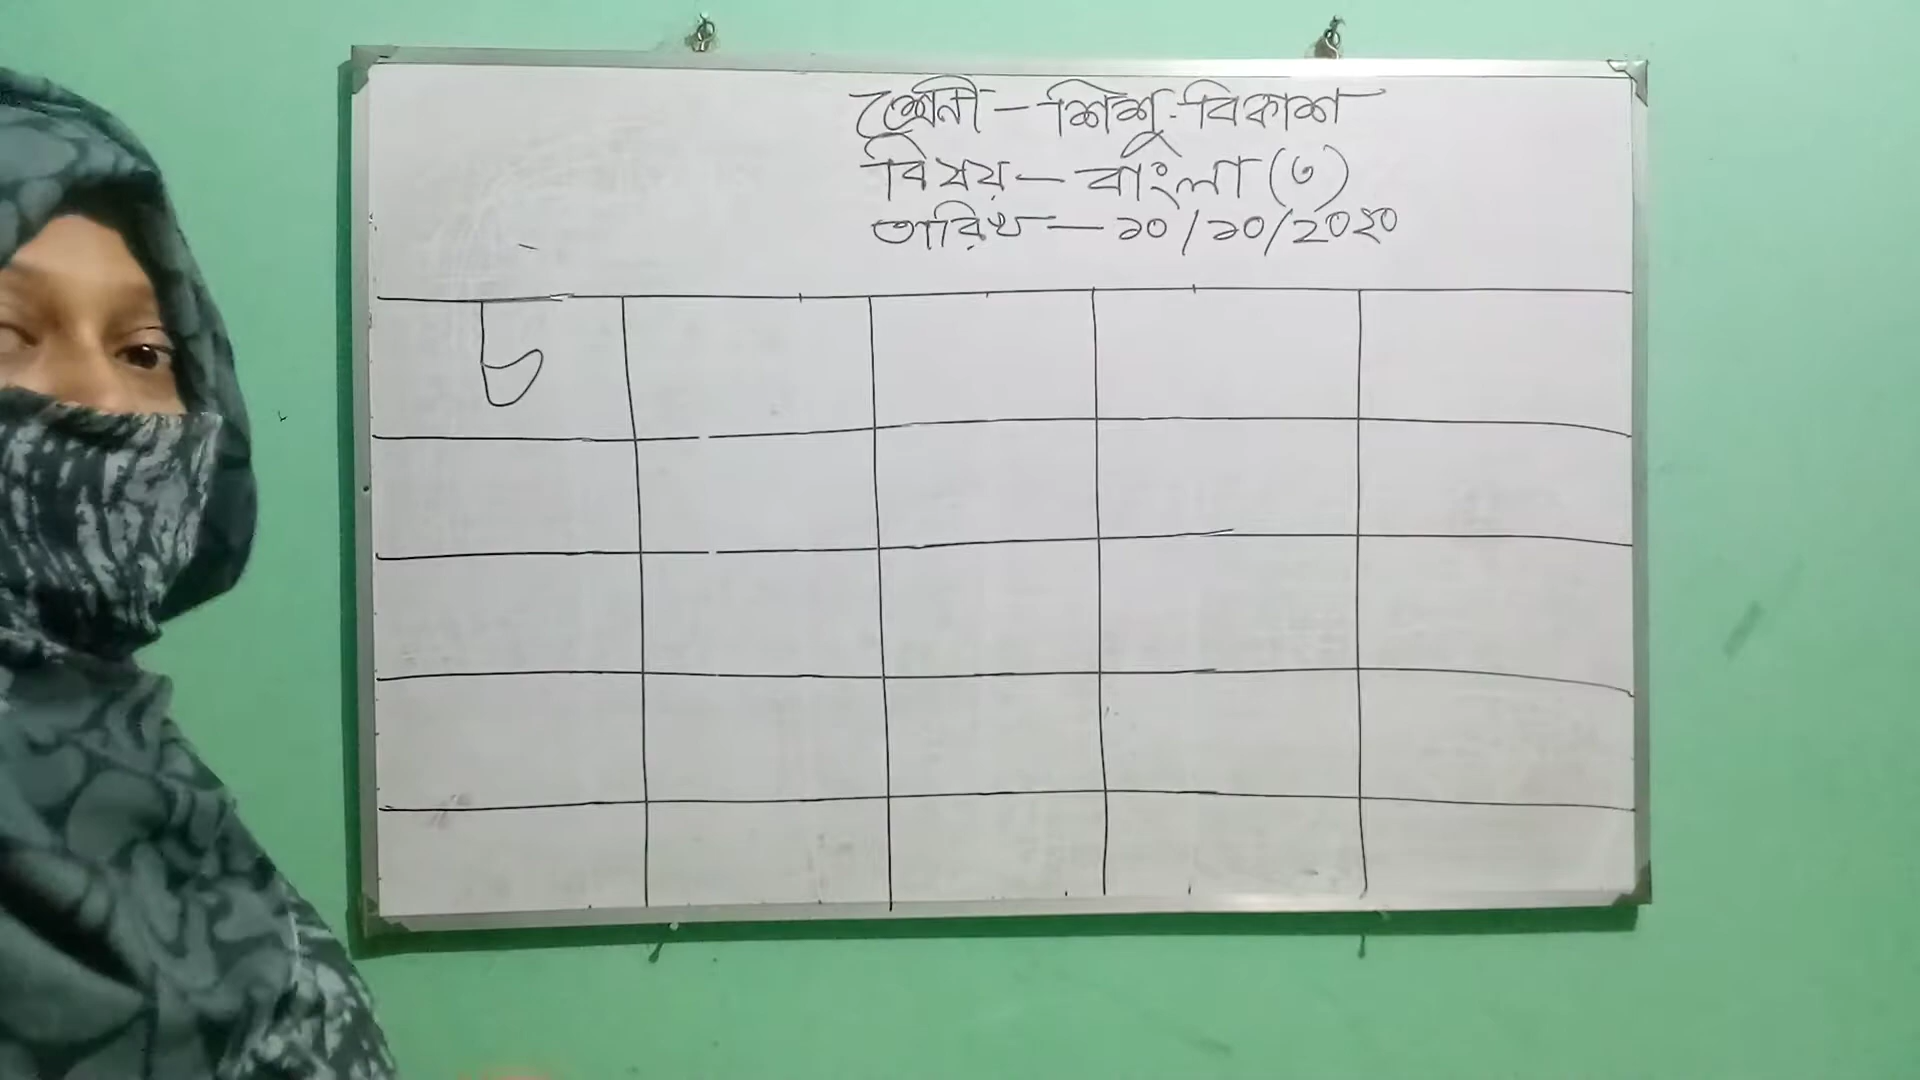 শ্রেনী - শিশু-বিকাশ
বিষয় - বাংলা (৩)
তারিখ - ১০/১০/২০২০
চ